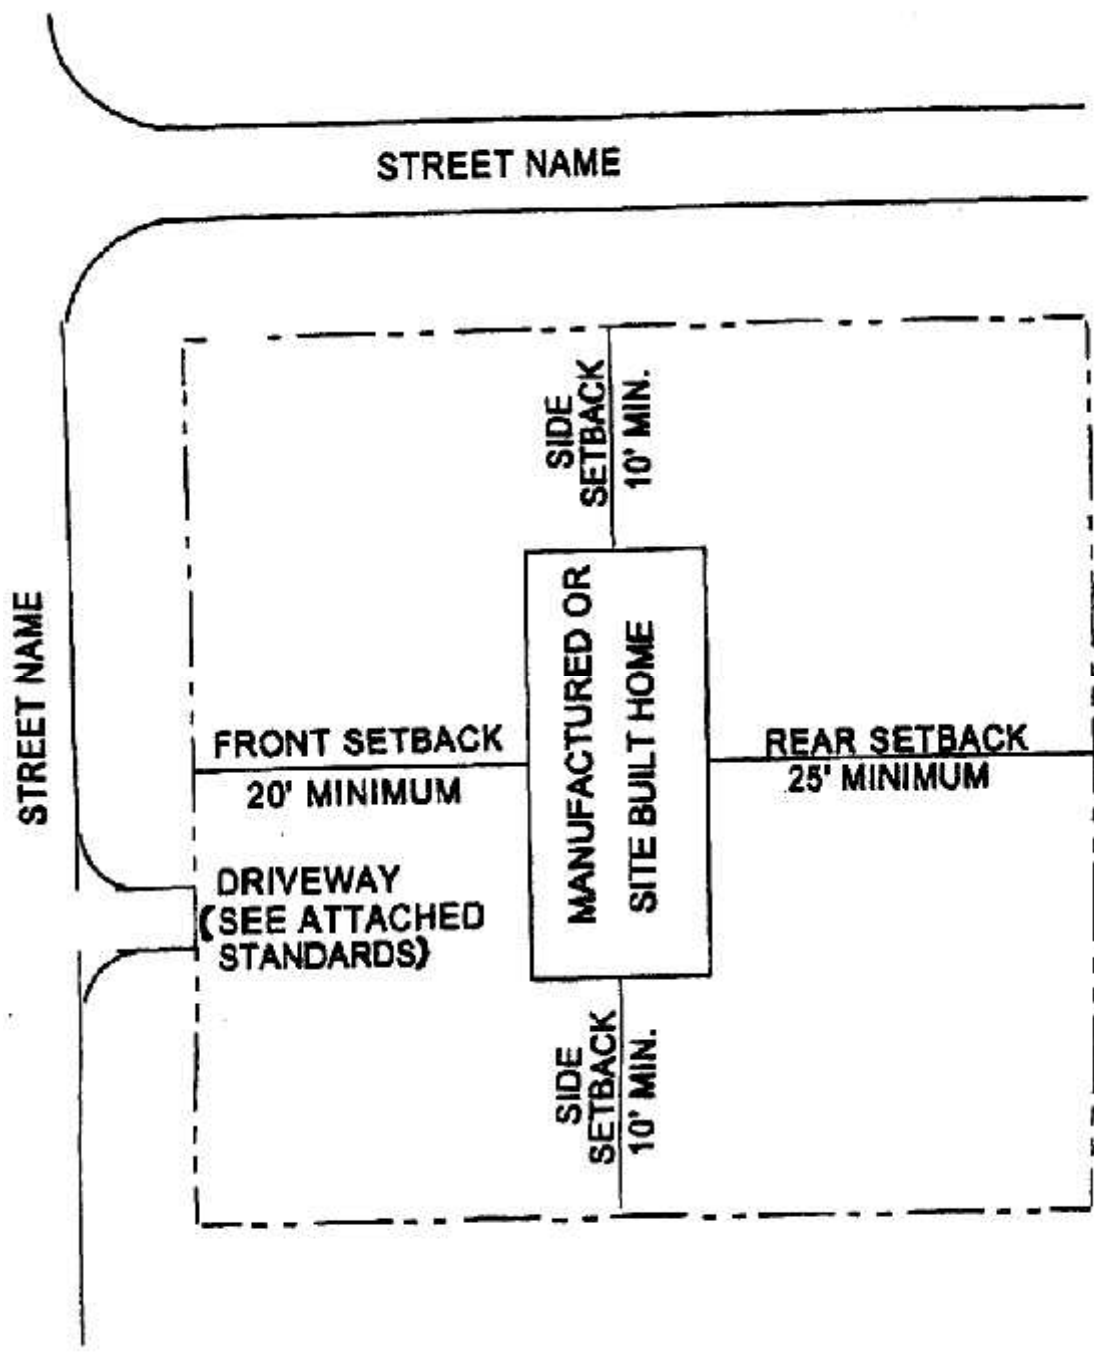 STREET NAME
SIDE
SETBACK
10' MIN.
STREET NAME
MANUFACTURED OR
SITE BUILT HOME
FRONT SETBACK
20' MINIMUM
REAR SETBACK
25' MINIMUM
DRIVEWAY
(SEE ATTACHED
STANDARDS)
SIDE
SETBACK
10' MIN.